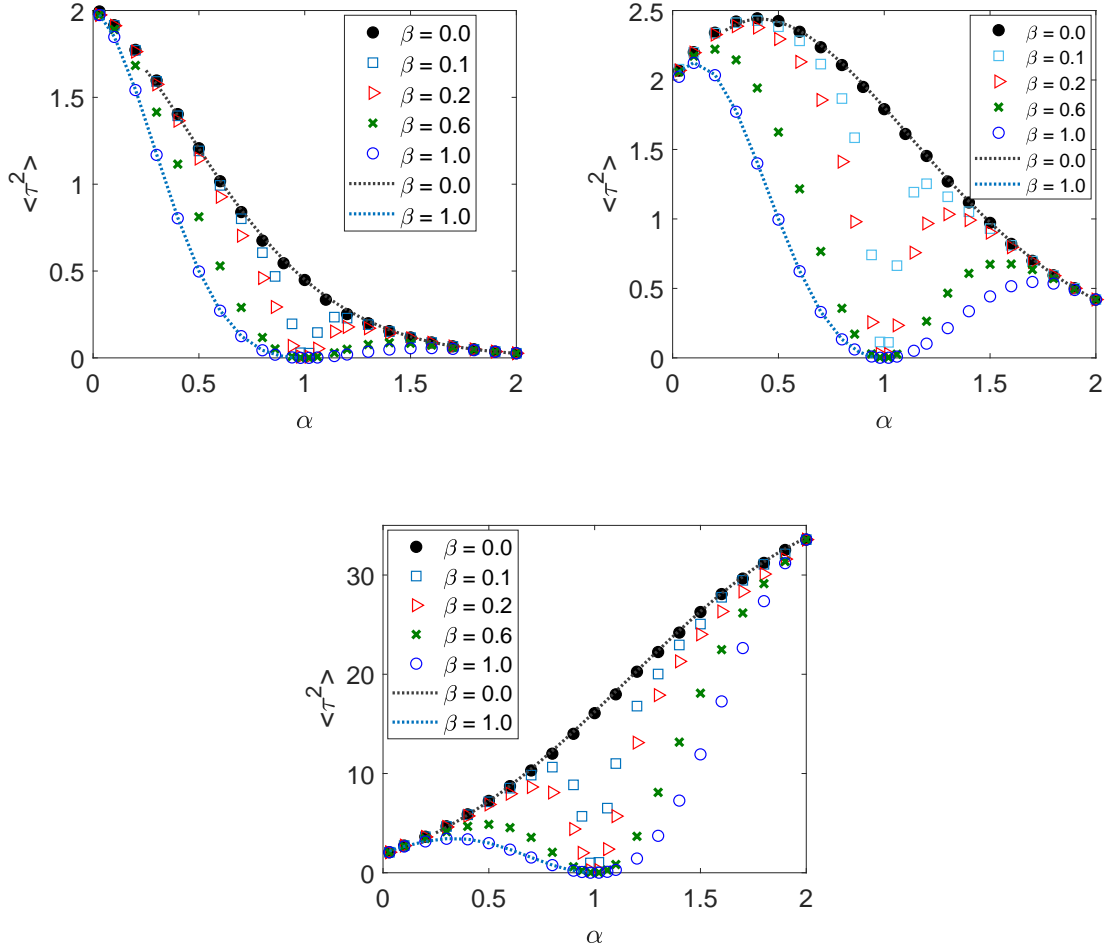 2
1.5
1
0.5
0
<τ²>
0 0.5 1 1.5 2
α
β = 0.0
β = 0.1
β = 0.2
β = 0.6
β = 1.0
β = 0.0
β = 1.0
2.5
2
1.5
1
0.5
0
<τ²>
0 0.5 1 1.5 2
α
β = 0.0
β = 0.1
β = 0.2
β = 0.6
β = 1.0
β = 0.0
β = 1.0
30
20
10
0
<τ²>
0 0.5 1 1.5 2
α
β = 0.0
β = 0.1
β = 0.2
β = 0.6
β = 1.0
β = 0.0
β = 1.0